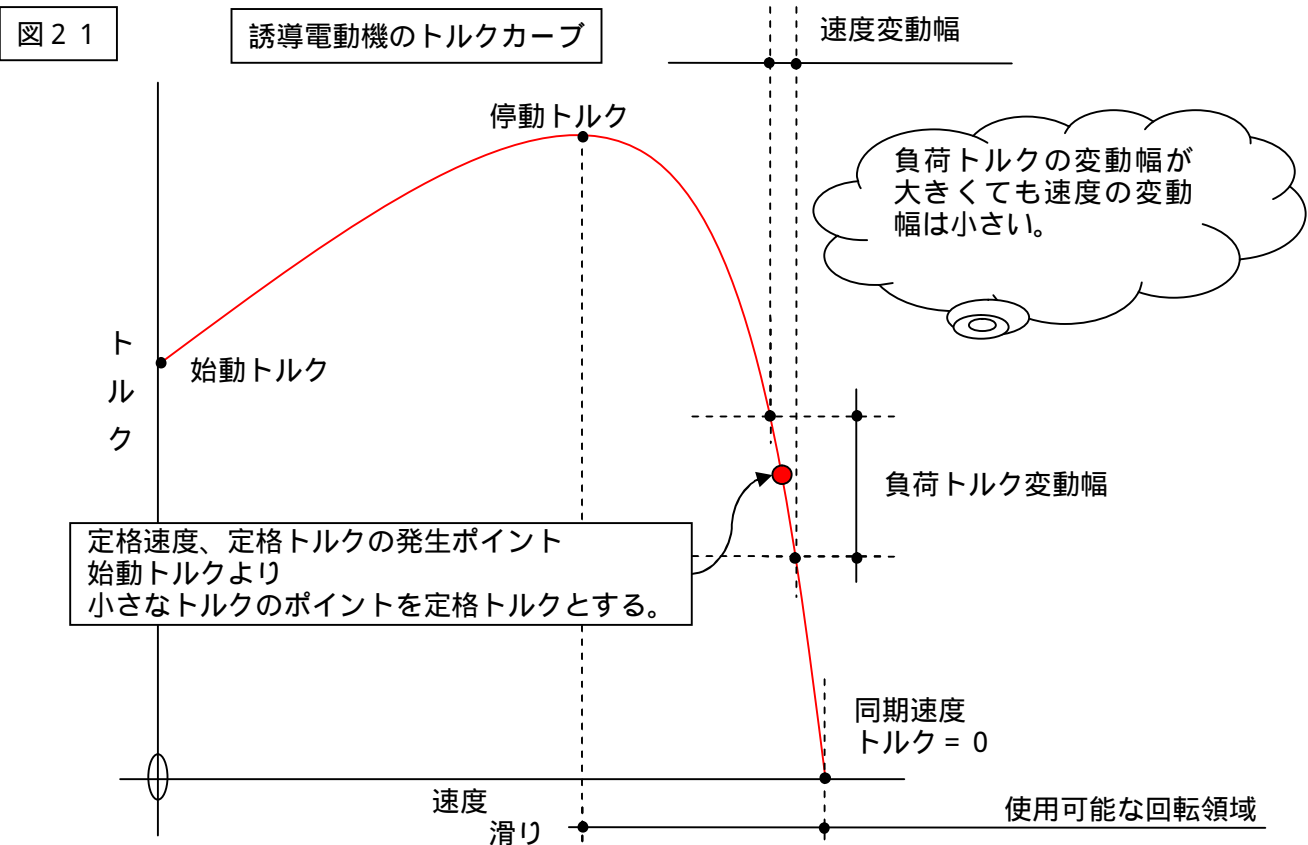 図21
誘導電動機のトルクカーブ
速度変動幅
停動トルク
負荷トルクの変動幅が
大きくても速度の変動
幅は小さい。
トルク
始動トルク
負荷トルク変動幅
定格速度、定格トルクの発生ポイント
始動トルクより
小さなトルクのポイントを定格トルクとする。
同期速度
トルク = 0
速度
滑り
使用可能な回転領域